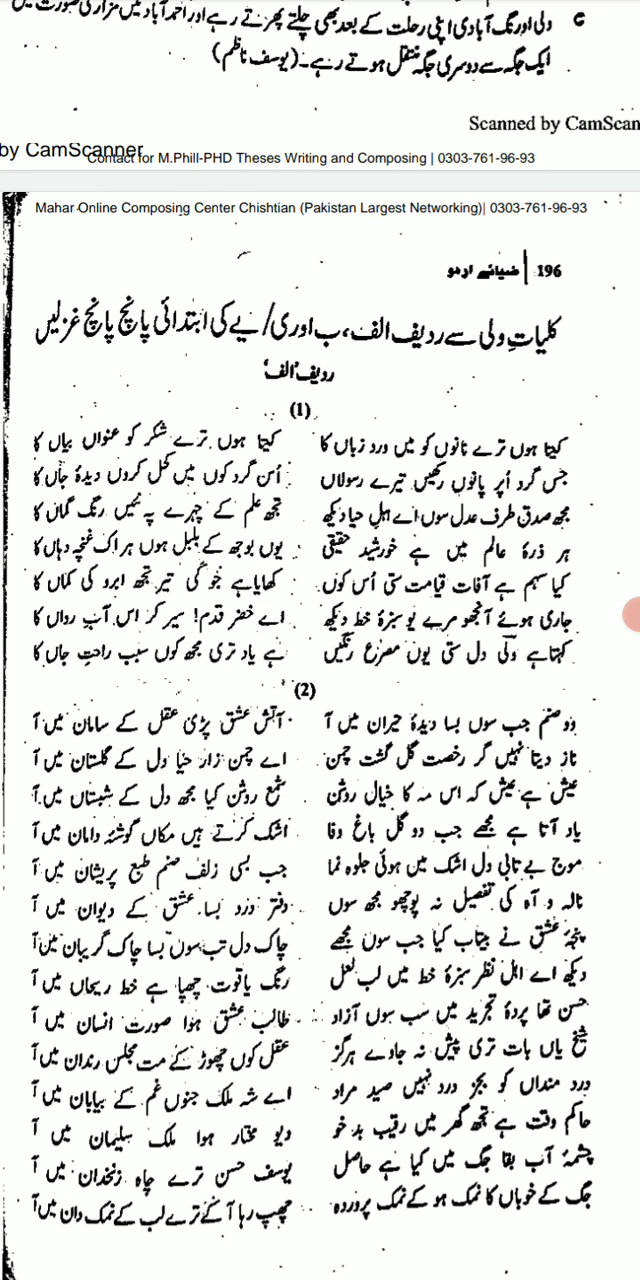 ولی اورنگ آبادی اپنی رحلت کے بعد بھی چلتے پھرتے رہے اور احمد آباد میں مزار کی صورت میں
ایک جگہ سے دوسری جگہ منتقل ہوتے رہے۔ (یوسف ناظم)
Scanned by CamScan
by CamScanner
Contact for M.Phill-PHD Theses Writing and Composing | 0303-761-96-93
Mahar Online Composing Center Chishtian (Pakistan Largest Networking)| 0303-761-96-93
ضیائے اردو | 196
کلیاتِ ولی سے ردیف الف، ب اور ی/ یے کی ابتدائی پانچ پانچ غزلیں
ردیف 'الف'
(1)
کیتا ہوں ترے نانوں کو میں ورد زباں کا کیتا ہوں ترے شکر کو عنواں بیاں کا
جس گرد اُپر پانوں رکھیں تیرے رسولاں اُس گرد کوں میں کحل کروں دیدۂ جاں کا
مجھ صدق طرف عدل سوں اے اہلِ حیا دیکھ تجھ علم کے چہرے پہ نئیں رنگ گماں کا
ہر ذرۂ عالم میں ہے خورشید حقیقی یوں بوجھ کے بلبل ہوں ہر اک غنچہ دہاں کا
کیا سہم ہے آفات قیامت ستی اُس کوں کھایا ہے جو کئی تیر تجھ ابرو کی کماں کا
جاری ہوئے آنجھو مرے یو سبزۂ خط دیکھ اے خضر قدم! سیر کر اس آب رواں کا
کہتا ہے ولی دل ستی یوں مصرع رنگیں ہے یاد تری مجھ کوں سبب راحتِ جاں کا
(2)
وو صنم جب سوں بسا دیدۂ حیران میں آ آتش عشق پڑی عقل کے سامان میں آ
ناز دیتا نہیں گر رخصت گل گشت چمن اے چمن زار حیا دل کے گلستان میں آ
عیش ہے عیش کہ اس مہ کا خیال روشن شمع روشن کیا مجھ دل کے شبستاں میں آ
یاد آتا ہے مجھے جب دو گل باغ وفا اشک کرتے ہیں مکاں گوشۂ دامان میں آ
موج بے تابی دل اشک میں ہوئی جلوہ نما جب بسی زلف صنم طبع پریشان میں آ
نالہ و آہ کی تفصیل نہ پوچھو مجھ سوں دفتر درد بسا عشق کے دیوان میں آ
پنجۂ عشق نے بیتاب کیا جب سوں مجھے چاک دل تب سوں بسا چاک گریبان میں آ
دیکھ اے اہل نظر سبزۂ خط میں لب لعل رنگ یاقوت چھپا ہے خط ریحاں میں آ
حسن تھا پردۂ تجرید میں سب سوں آزاد طالب عشق ہوا صورت انسان میں آ
شیخ یاں بات تری پیش نہ جاوے ہرگز عقل کوں چھوڑ کے مت مجلس رندان میں آ
درد منداں کو بجز درد نہیں صید مراد اے شہ ملک جنوں غم کے بیابان میں آ
حاکم وقت ہے تجھ گھر میں رقیب بد خو دیو مختار ہوا ملک سلیمان میں آ
چشمۂ آب بقا جگ میں کیا ہے حاصل یوسف حسن ترے چاہ زنخدان میں آ
جگ کے خوباں کا نمک ہو کے نمک پروردہ چھپ رہا آ کے ترے لب کے نمک دان میں آ